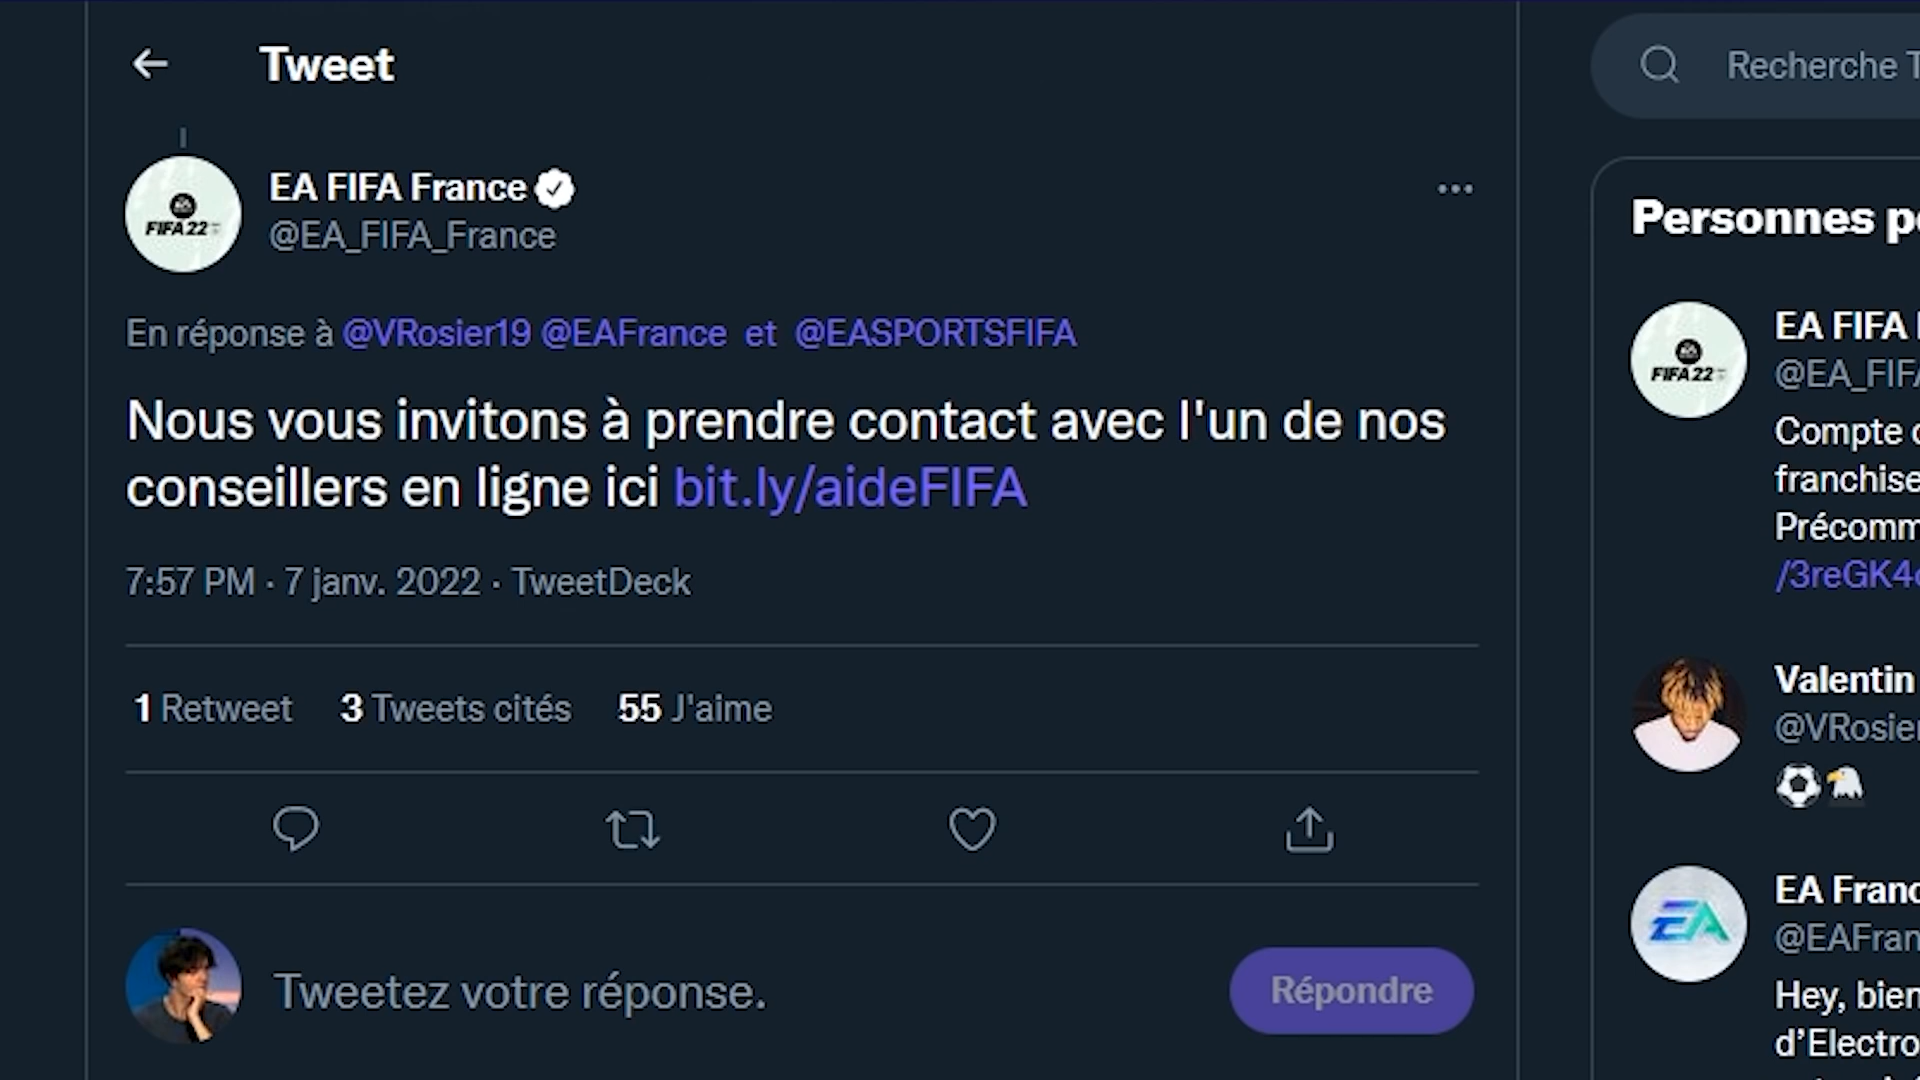 Tweet
EA FIFA France
@EA_FIFA_France
FIFA 22
En réponse à @VRosier19 @EAFrance et @EASPORTSFIFA
Nous vous invitons à prendre contact avec l'un de nos
conseillers en ligne ici bit.ly/aideFIFA
7:57 PM · 7 janv. 2022 · TweetDeck
1 Retweet 3 Tweets cités 55 J'aime
Tweetez votre réponse.
Répondre
Recherche T
Personnes p
EA FIFA
@EA_FIFA
FIFA 22
Compte
franchise
Précomm
/3reGK4
Valentin
@VRosier
EA Franc
@EAFran
EA
Hey, bien
d’Electro